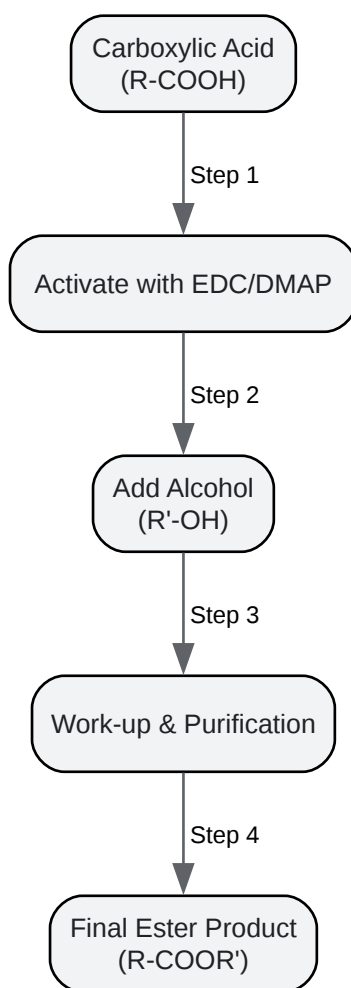 Carboxylic Acid
(R-COOH)
Step 1
Activate with EDC/DMAP
Step 2
Add Alcohol
(R'-OH)
Step 3
Work-up & Purification
Step 4
Final Ester Product
(R-COOR')